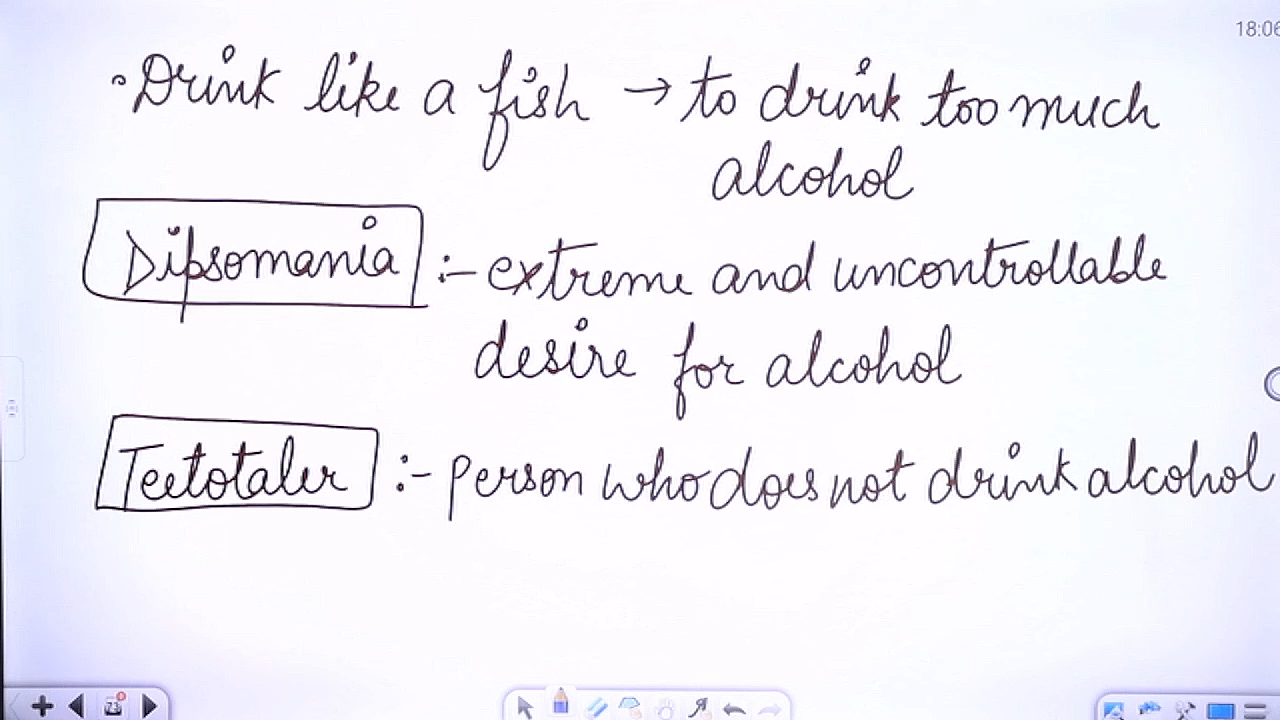 18:06
Drink like a fish → to drink too much
alcohol
Dipsomania :- extreme and uncontrollable
desire for alcohol
Teetotaler :- person who does not drink alcohol